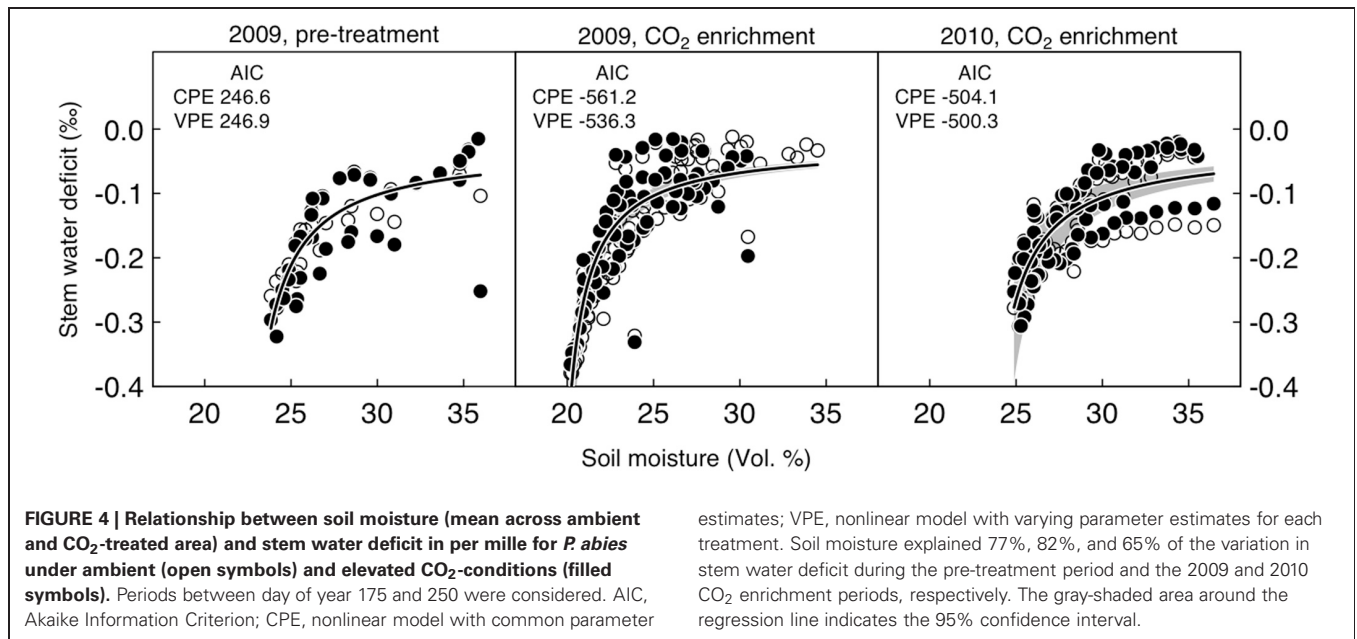 2009, pre-treatment
2009, CO₂ enrichment
2010, CO₂ enrichment
AIC
CPE 246.6
VPE 246.9
AIC
CPE -561.2
VPE -536.3
AIC
CPE -504.1
VPE -500.3
Stem water deficit (‰)
0.0
-0.1
-0.2
-0.3
-0.4
0.0
-0.1
-0.2
-0.3
-0.4
20 25 30 35 20 25 30 35 20 25 30 35
Soil moisture (Vol. %)
FIGURE 4 | Relationship between soil moisture (mean across ambient
and CO₂-treated area) and stem water deficit in per mille for P. abies
under ambient (open symbols) and elevated CO₂-conditions (filled
symbols). Periods between day of year 175 and 250 were considered. AIC,
Akaike Information Criterion; CPE, nonlinear model with common parameter
estimates; VPE, nonlinear model with varying parameter estimates for each
treatment. Soil moisture explained 77%, 82%, and 65% of the variation in
stem water deficit during the pre-treatment period and the 2009 and 2010
CO₂ enrichment periods, respectively. The gray-shaded area around the
regression line indicates the 95% confidence interval.